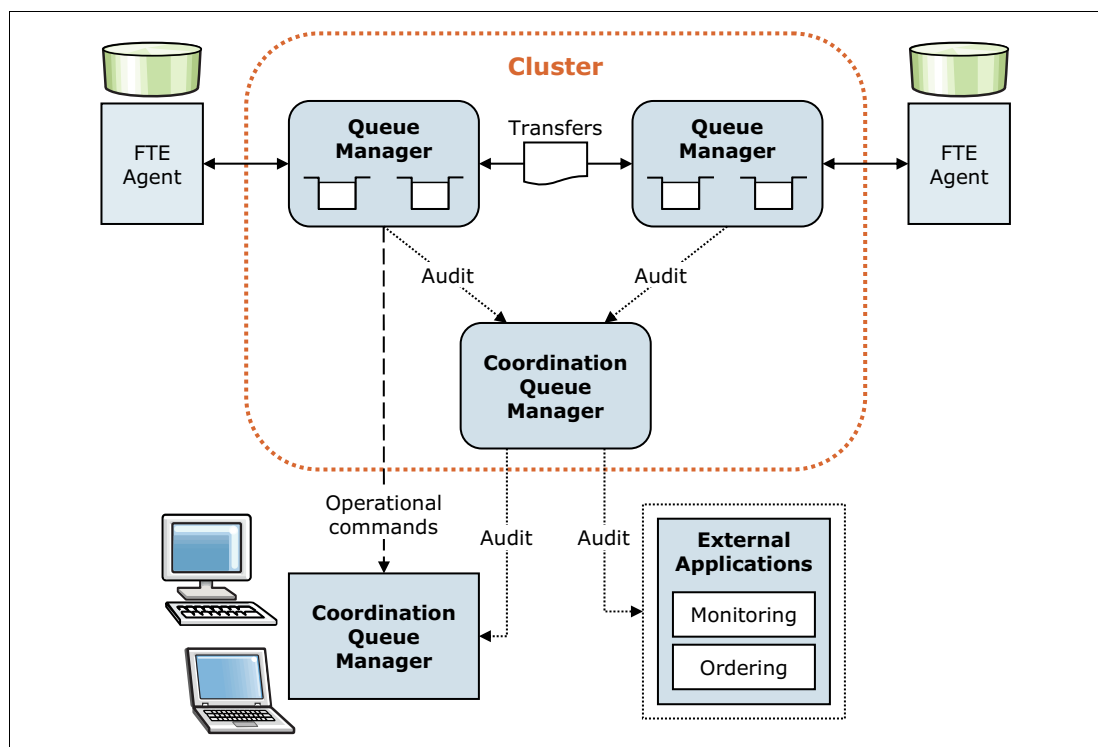 Cluster
FTE
Agent
Queue
Manager
Transfers
Queue
Manager
FTE
Agent
Audit
Audit
Coordination
Queue
Manager
Operational
commands
Audit
Audit
Coordination
Queue
Manager
External
Applications
Monitoring
Ordering